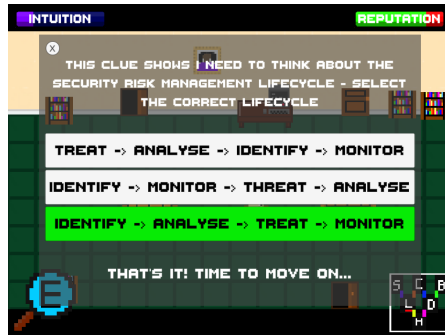 INTUITION
REPUTATION
X
THIS CLUE SHOWS I NEED TO THINK ABOUT THE
SECURITY RISK MANAGEMENT LIFECYCLE - SELECT
THE CORRECT LIFECYCLE
TREAT -> ANALYSE -> IDENTIFY -> MONITOR
IDENTIFY -> MONITOR -> THREAT -> ANALYSE
IDENTIFY -> ANALYSE -> TREAT -> MONITOR
THAT'S IT! TIME TO MOVE ON...
E
S C B
L D
H